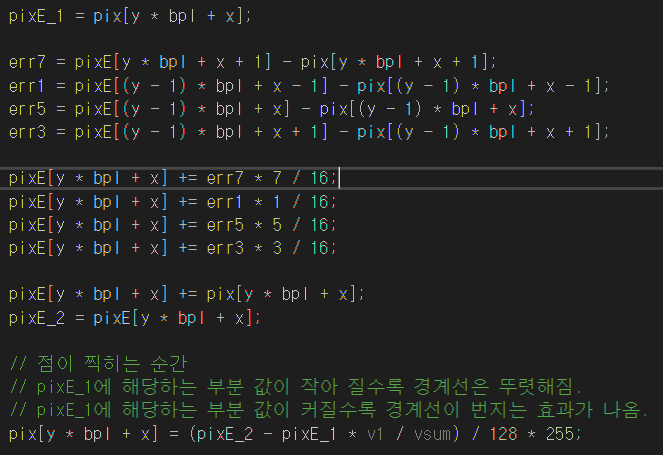 pixE_1 = pix[y * bpl + x];
err7 = pixE[y * bpl + x + 1] - pix[y * bpl + x + 1];
err1 = pixE[(y - 1) * bpl + x - 1] - pix[(y - 1) * bpl + x - 1];
err5 = pixE[(y - 1) * bpl + x] - pix[(y - 1) * bpl + x];
err3 = pixE[(y - 1) * bpl + x + 1] - pix[(y - 1) * bpl + x + 1];
pixE[y * bpl + x] += err7 * 7 / 16;
pixE[y * bpl + x] += err1 * 1 / 16;
pixE[y * bpl + x] += err5 * 5 / 16;
pixE[y * bpl + x] += err3 * 3 / 16;
pixE[y * bpl + x] += pix[y * bpl + x];
pixE_2 = pixE[y * bpl + x];
// 점이 찍히는 순간
// pixE_1에 해당하는 부분 값이 작아 질수록 경계선은 뚜렷해짐.
// pixE_1에 해당하는 부분 값이 커질수록 경계선이 번지는 효과가 나옴.
pix[y * bpl + x] = (pixE_2 - pixE_1 * v1 / vsum) / 128 * 255;